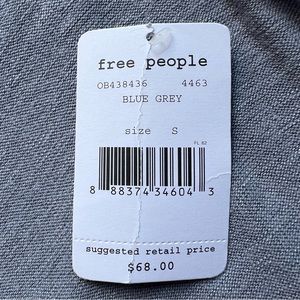 free people
OB438436 4463
BLUE GREY
size S
FL 82
8 88374 34604 3
suggested retail price
$68.00